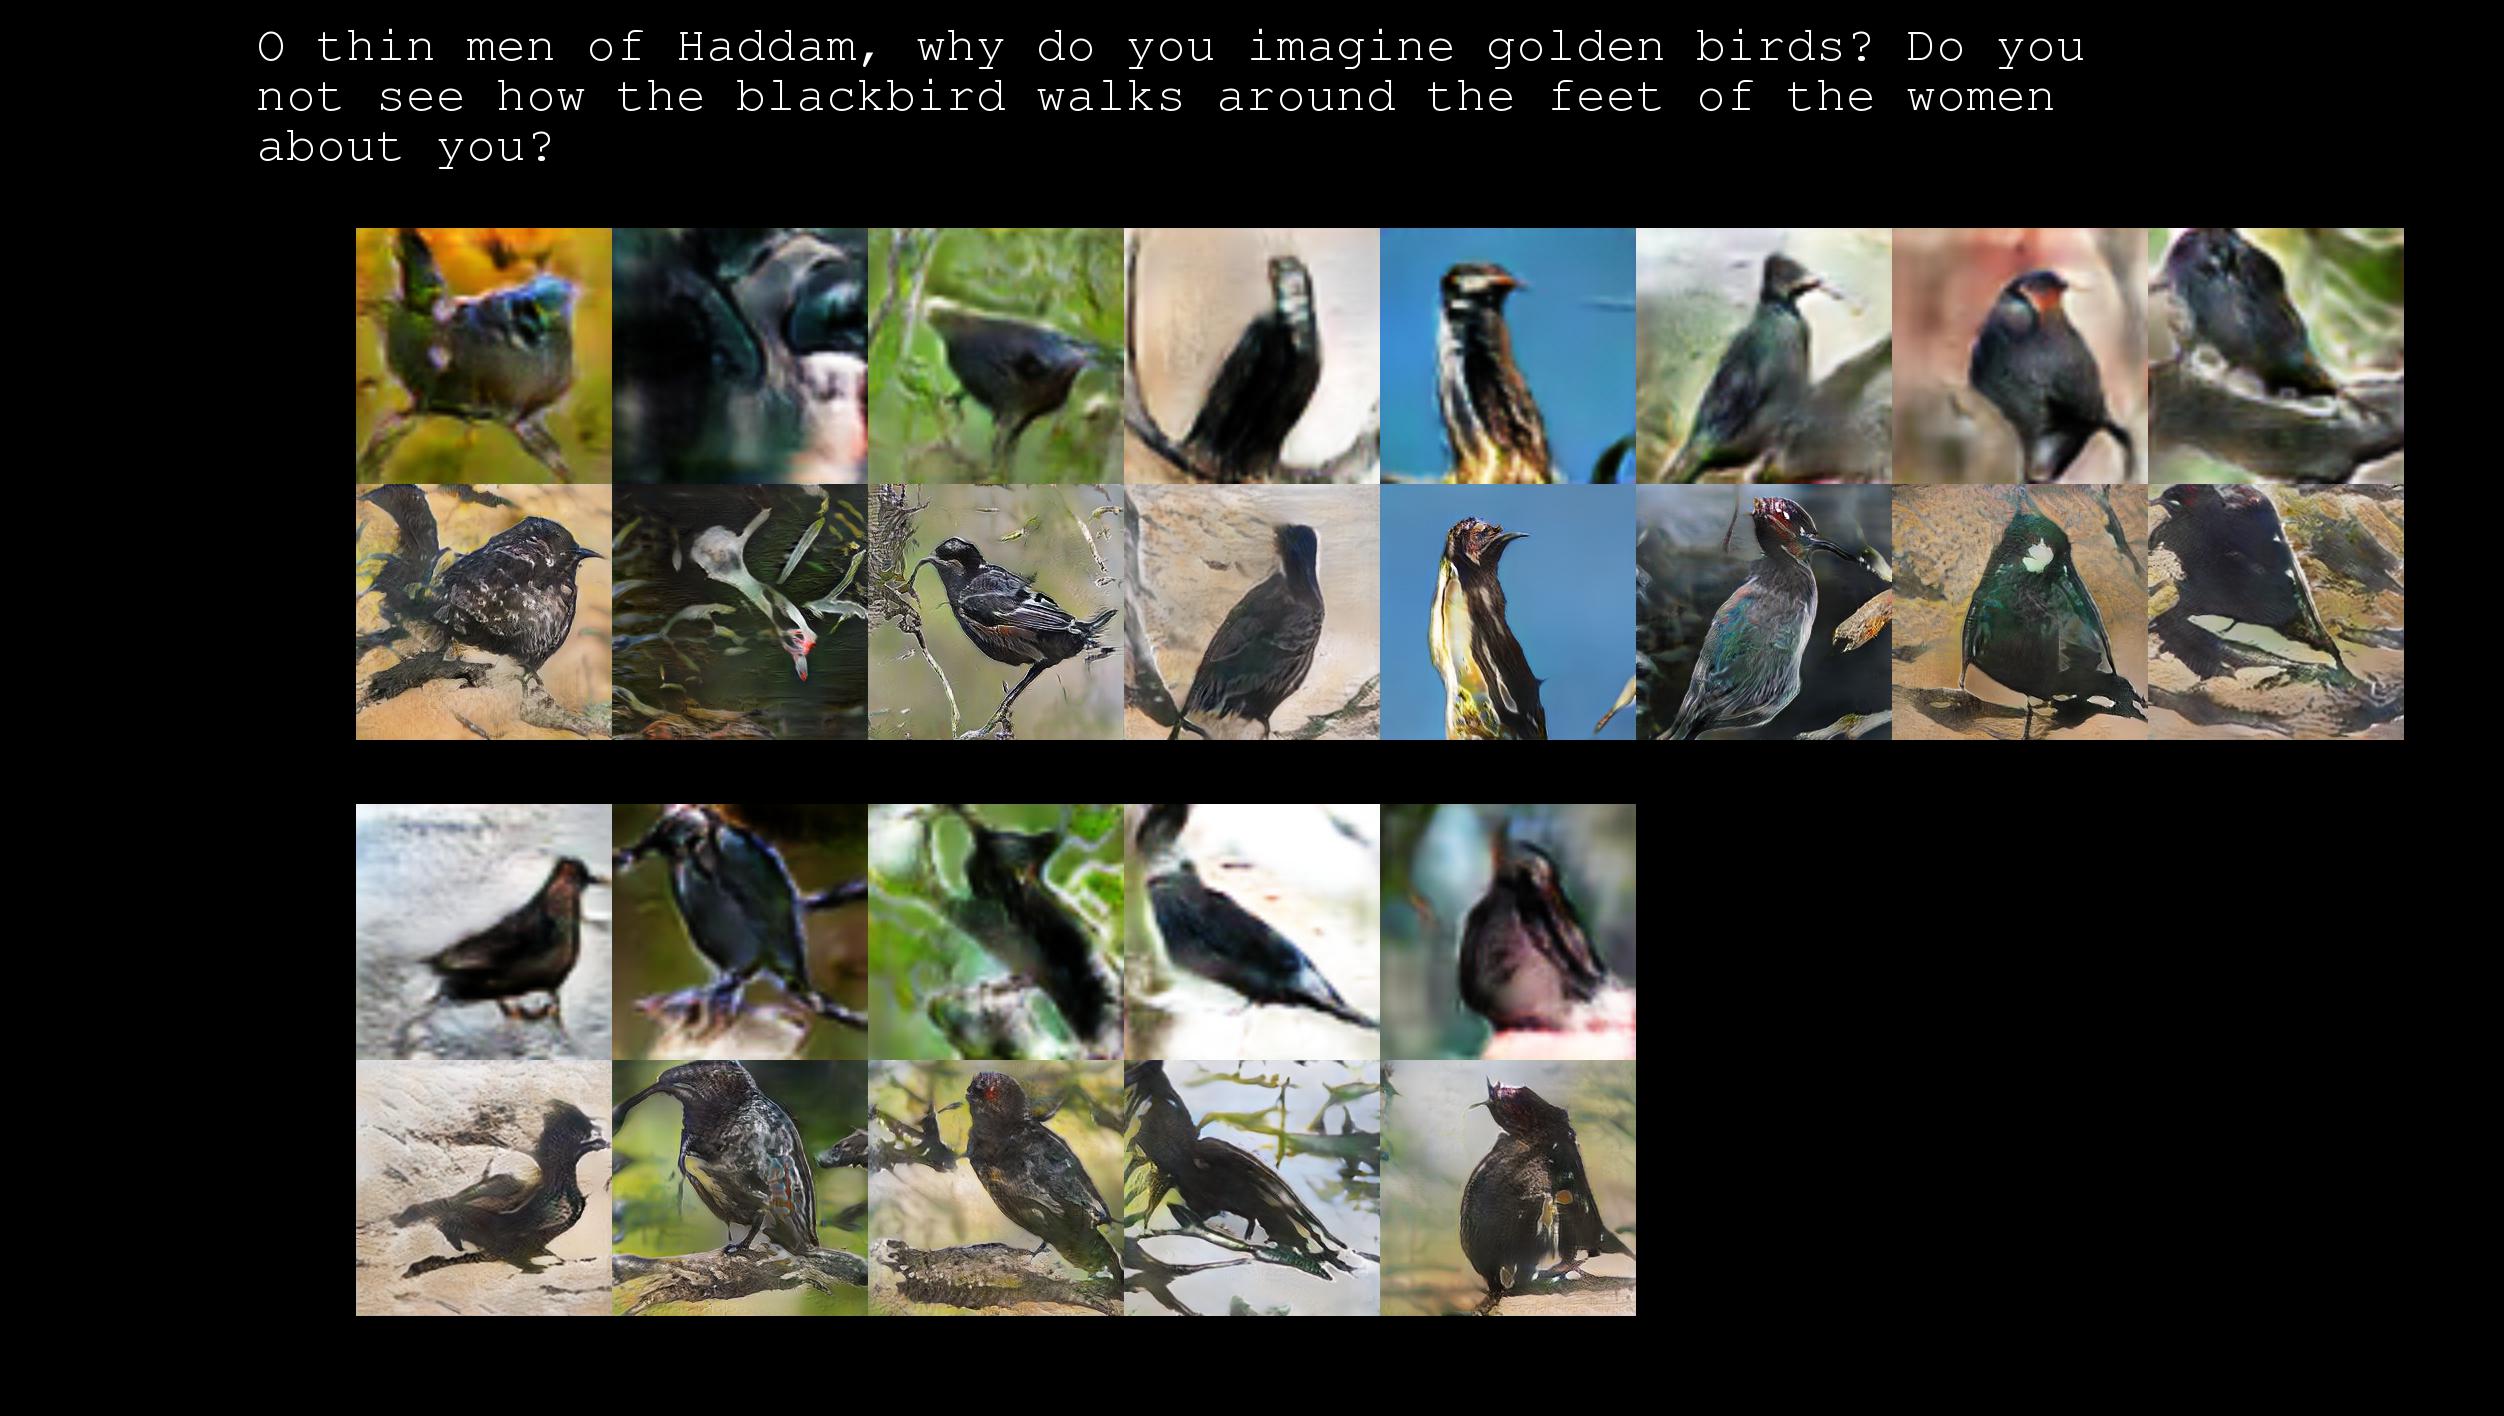 O thin men of Haddam, why do you imagine golden birds? Do you
not see how the blackbird walks around the feet of the women
about you?